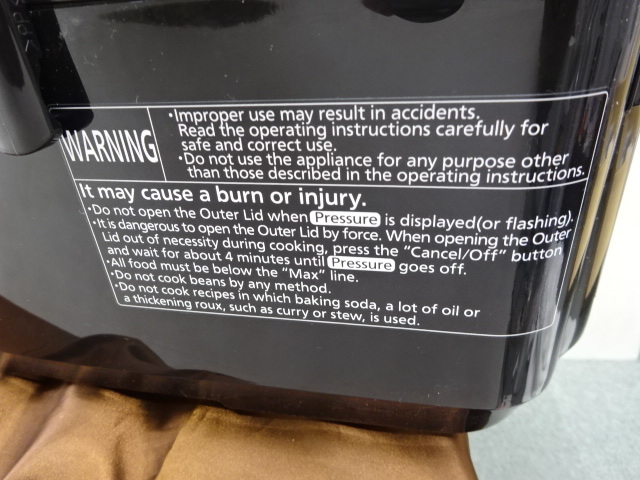 WARNING
·Improper use may result in accidents.
Read the operating instructions carefully for
safe and correct use.
·Do not use the appliance for any purpose other
than those described in the operating instructions.
It may cause a burn or injury.
·Do not open the Outer Lid when Pressure is displayed(or flashing).
·It is dangerous to open the Outer Lid by force. When opening the Outer
Lid out of necessity during cooking, press the “Cancel/Off” button
and wait for about 4 minutes until Pressure goes off.
·All food must be below the “Max” line.
·Do not cook beans by any method.
·Do not cook recipes in which baking soda, a lot of oil or
a thickening roux, such as curry or stew, is used.